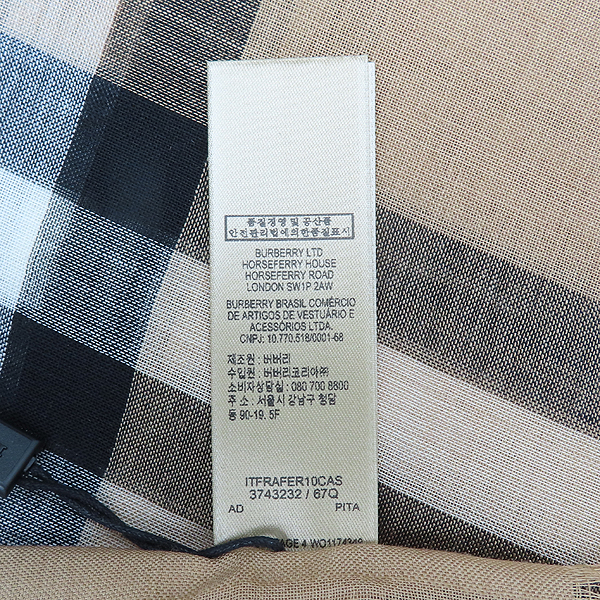 품질경영 및 공산품
안전관리법에의한품질표시
BURBERRY LTD
HORSEFERRY HOUSE
HORSEFERRY ROAD
LONDON SW1P 2AW
BURBERRY BRASIL COMÉRCIO
DE ARTIGOS DE VESTUÁRIO E
ACESSÓRIOS LTDA.
CNPJ: 10.770.518/0001-68
제조원 : 버버리
수입원 : 버버리코리아㈜
소비자상담실 : 080 700 8800
주소 : 서울시 강남구 청담
동 90-19. 5F
ITFRAFER10CAS
3743232 / 67Q
AD PITA
AGE 4 WO1174349